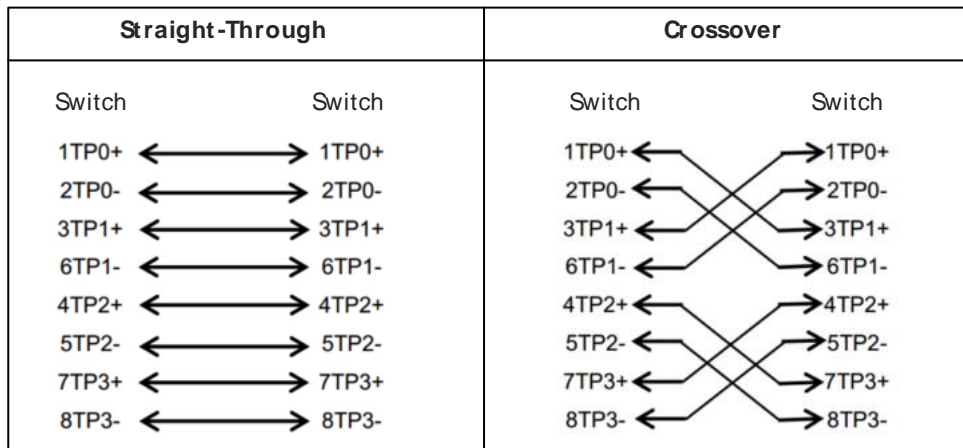 Straight-Through Crossover
Switch Switch Switch Switch
1TP0+ 1TP0+ 1TP0+ 1TP0+
2TP0- 2TP0- 2TP0- 2TP0-
3TP1+ 3TP1+ 3TP1+ 3TP1+
6TP1- 6TP1- 6TP1- 6TP1-
4TP2+ 4TP2+ 4TP2+ 4TP2+
5TP2- 5TP2- 5TP2- 5TP2-
7TP3+ 7TP3+ 7TP3+ 7TP3+
8TP3- 8TP3- 8TP3- 8TP3-